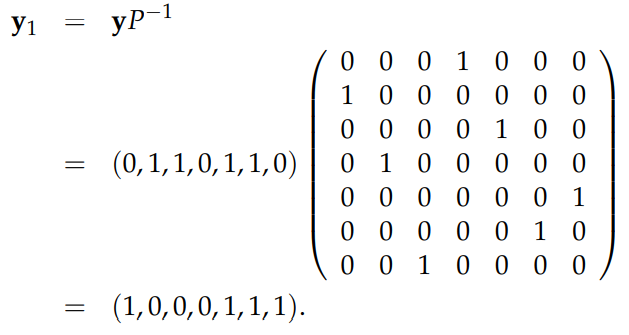 y₁ = yP⁻¹
= (0, 1, 1, 0, 1, 1, 0) ( 0 0 0 1 0 0 0
1 0 0 0 0 0 0
0 0 0 0 1 0 0
0 1 0 0 0 0 0
0 0 0 0 0 0 1
0 0 0 0 0 1 0
0 0 1 0 0 0 0 )
= (1, 0, 0, 0, 1, 1, 1).